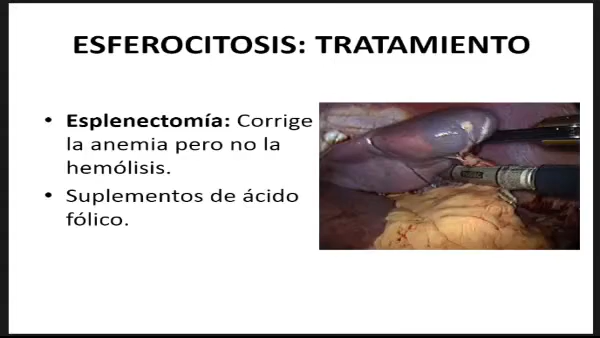 ESFEROCITOSIS: TRATAMIENTO
• Esplenectomía: Corrige
la anemia pero no la
hemólisis.
• Suplementos de ácido
fólico.